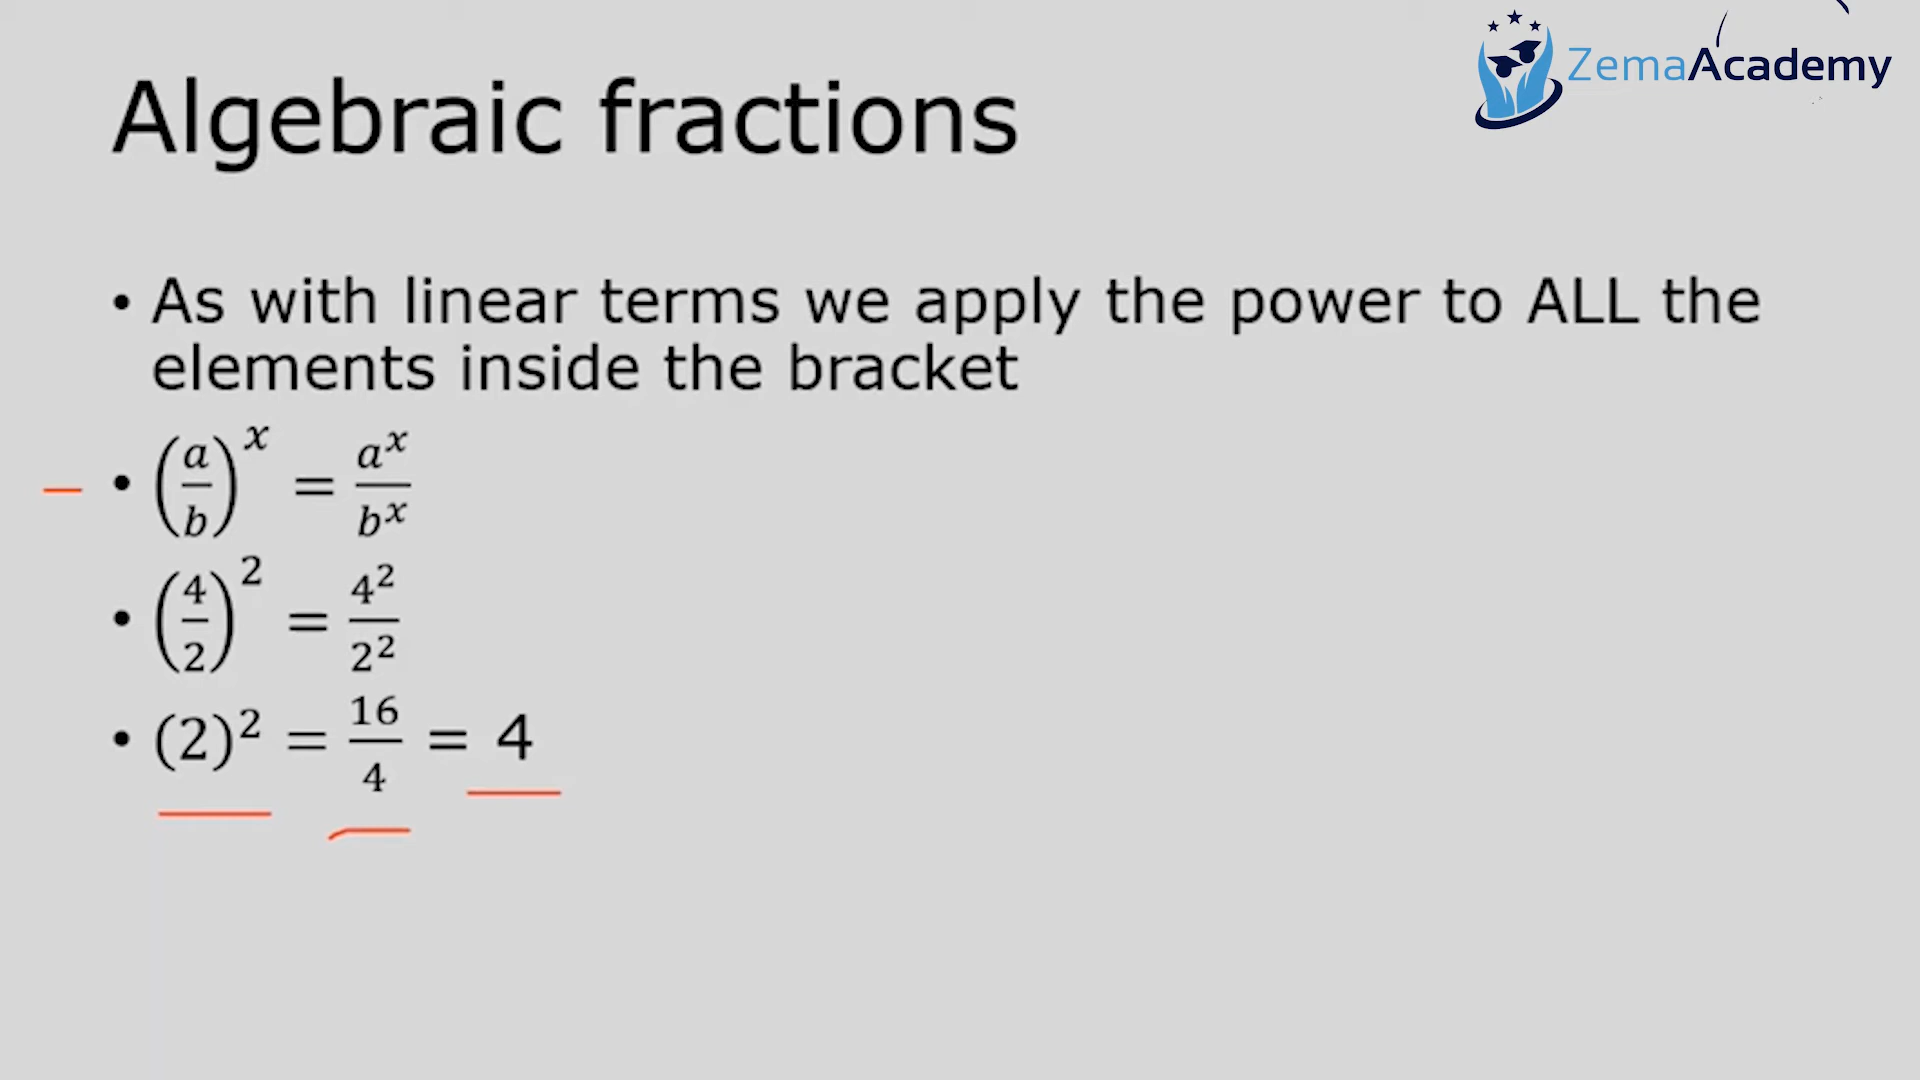 ZemaAcademy
Algebraic fractions
• As with linear terms we apply the power to ALL the
elements inside the bracket
• (a/b)^x = a^x/b^x
• (4/2)^2 = 4^2/2^2
• (2)^2 = 16/4 = 4